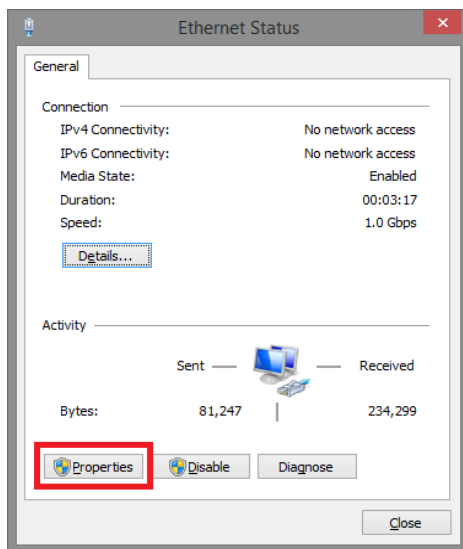 Ethernet Status
General
Connection
IPv4 Connectivity: No network access
IPv6 Connectivity: No network access
Media State: Enabled
Duration: 00:03:17
Speed: 1.0 Gbps
Details...
Activity
Sent — — Received
Bytes: 81,247 234,299
Properties Disable Diagnose
Close